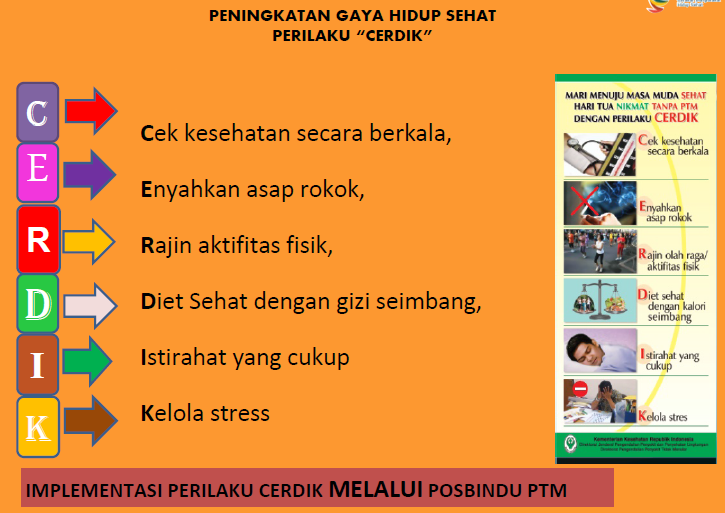 PENINGKATAN GAYA HIDUP SEHAT
PERILAKU “CERDIK”
C
E
R
D
I
K
Cek kesehatan secara berkala,
Enyahkan asap rokok,
Rajin aktifitas fisik,
Diet Sehat dengan gizi seimbang,
Istirahat yang cukup
Kelola stress
MARI MENUJU MASA MUDA SEHAT
HARI TUA NIKMAT TANPA PTM
DENGAN PERILAKU CERDIK
Cek kesehatan
secara berkala
Enyahkan
asap rokok
Rajin olah raga/
aktifitas fisik
Diet sehat
dengan kalori
seimbang
Istirahat yang
cukup
Kelola stres
Kementerian Kesehatan Republik Indonesia
IMPLEMENTASI PERILAKU CERDIK MELALUI POSBINDU PTM